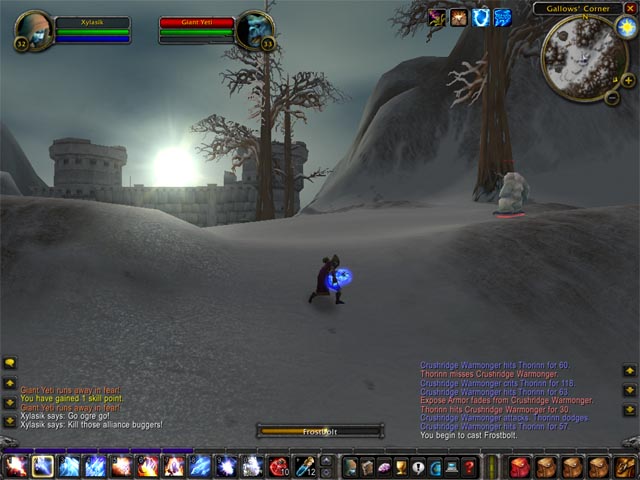 Xylasik
Giant Yeti
Gallows' Corner
32
33
N
Giant Yeti runs away in fear!
You have gained 1 skill point.
Giant Yeti runs away in fear!
Xylasik says: Go ogre go!
Xylasik says: Kill those alliance buggers!
Crushridge Warmonger hits Thorinn for 60.
Thorinn misses Crushridge Warmonger.
Crushridge Warmonger crits Thorinn for 118.
Crushridge Warmonger hits Thorinn for 63.
Expose Armor fades from Crushridge Warmonger.
Thorinn hits Crushridge Warmonger for 30.
Crushridge Warmonger attacks. Thorinn dodges.
Crushridge Warmonger hits Thorinn for 57.
You begin to cast Frostbolt.
Frostbolt
10
12